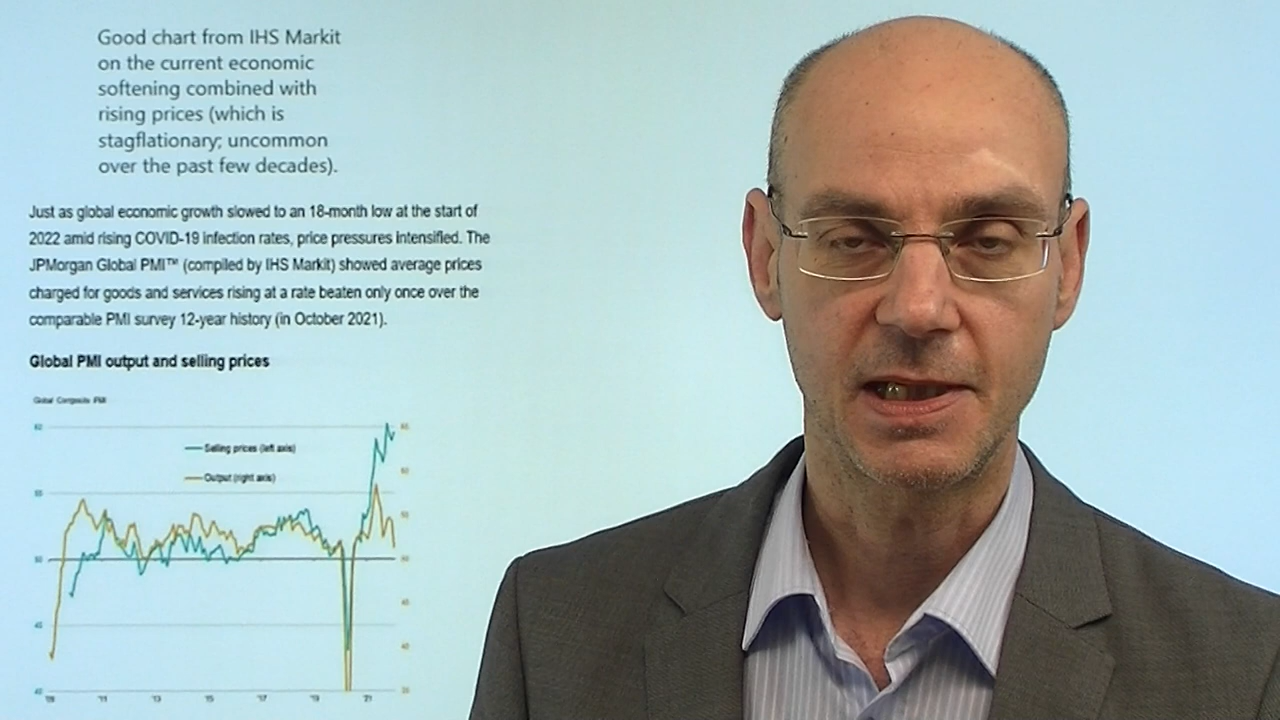 Good chart from IHS Markit
on the current economic
softening combined with
rising prices (which is
stagflationary; uncommon
over the past few decades).
Just as global economic growth slowed to an 18-month low at the start of
2022 amid rising COVID-19 infection rates, price pressures intensified. The
JPMorgan Global PMI™ (compiled by IHS Markit) showed average prices
charged for goods and services rising at a rate beaten only once over the
comparable PMI survey 12-year history (in October 2021).
Global PMI output and selling prices
Global Composite PMI
Selling prices (left axis)
Output (right axis)